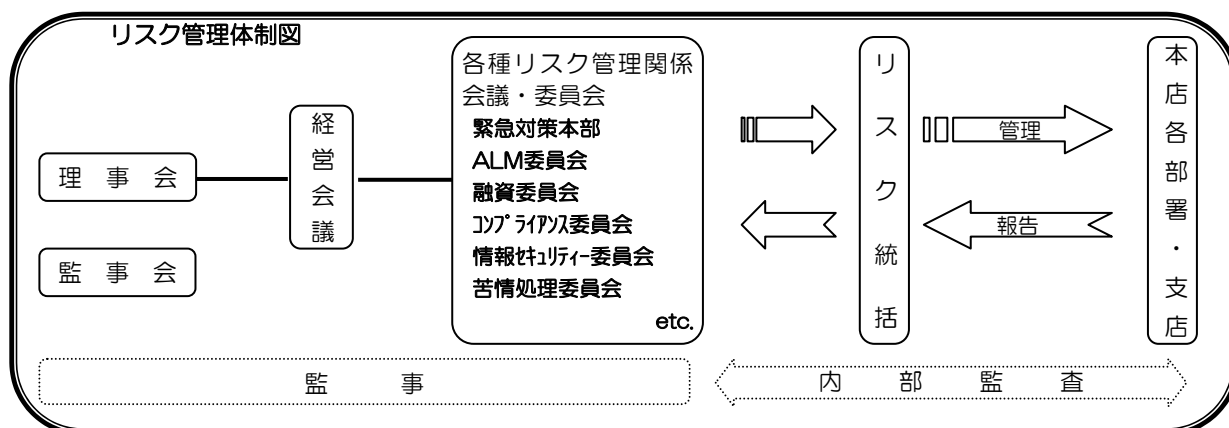 リスク管理体制図
理事会
監事会
経営会議
各種リスク管理関係
会議・委員会
緊急対策本部
ALM委員会
融資委員会
コンプライアンス委員会
情報セキュリティー委員会
苦情処理委員会
etc.
リスク統括
管理
報告
本店各部署・支店
監事
内部監査